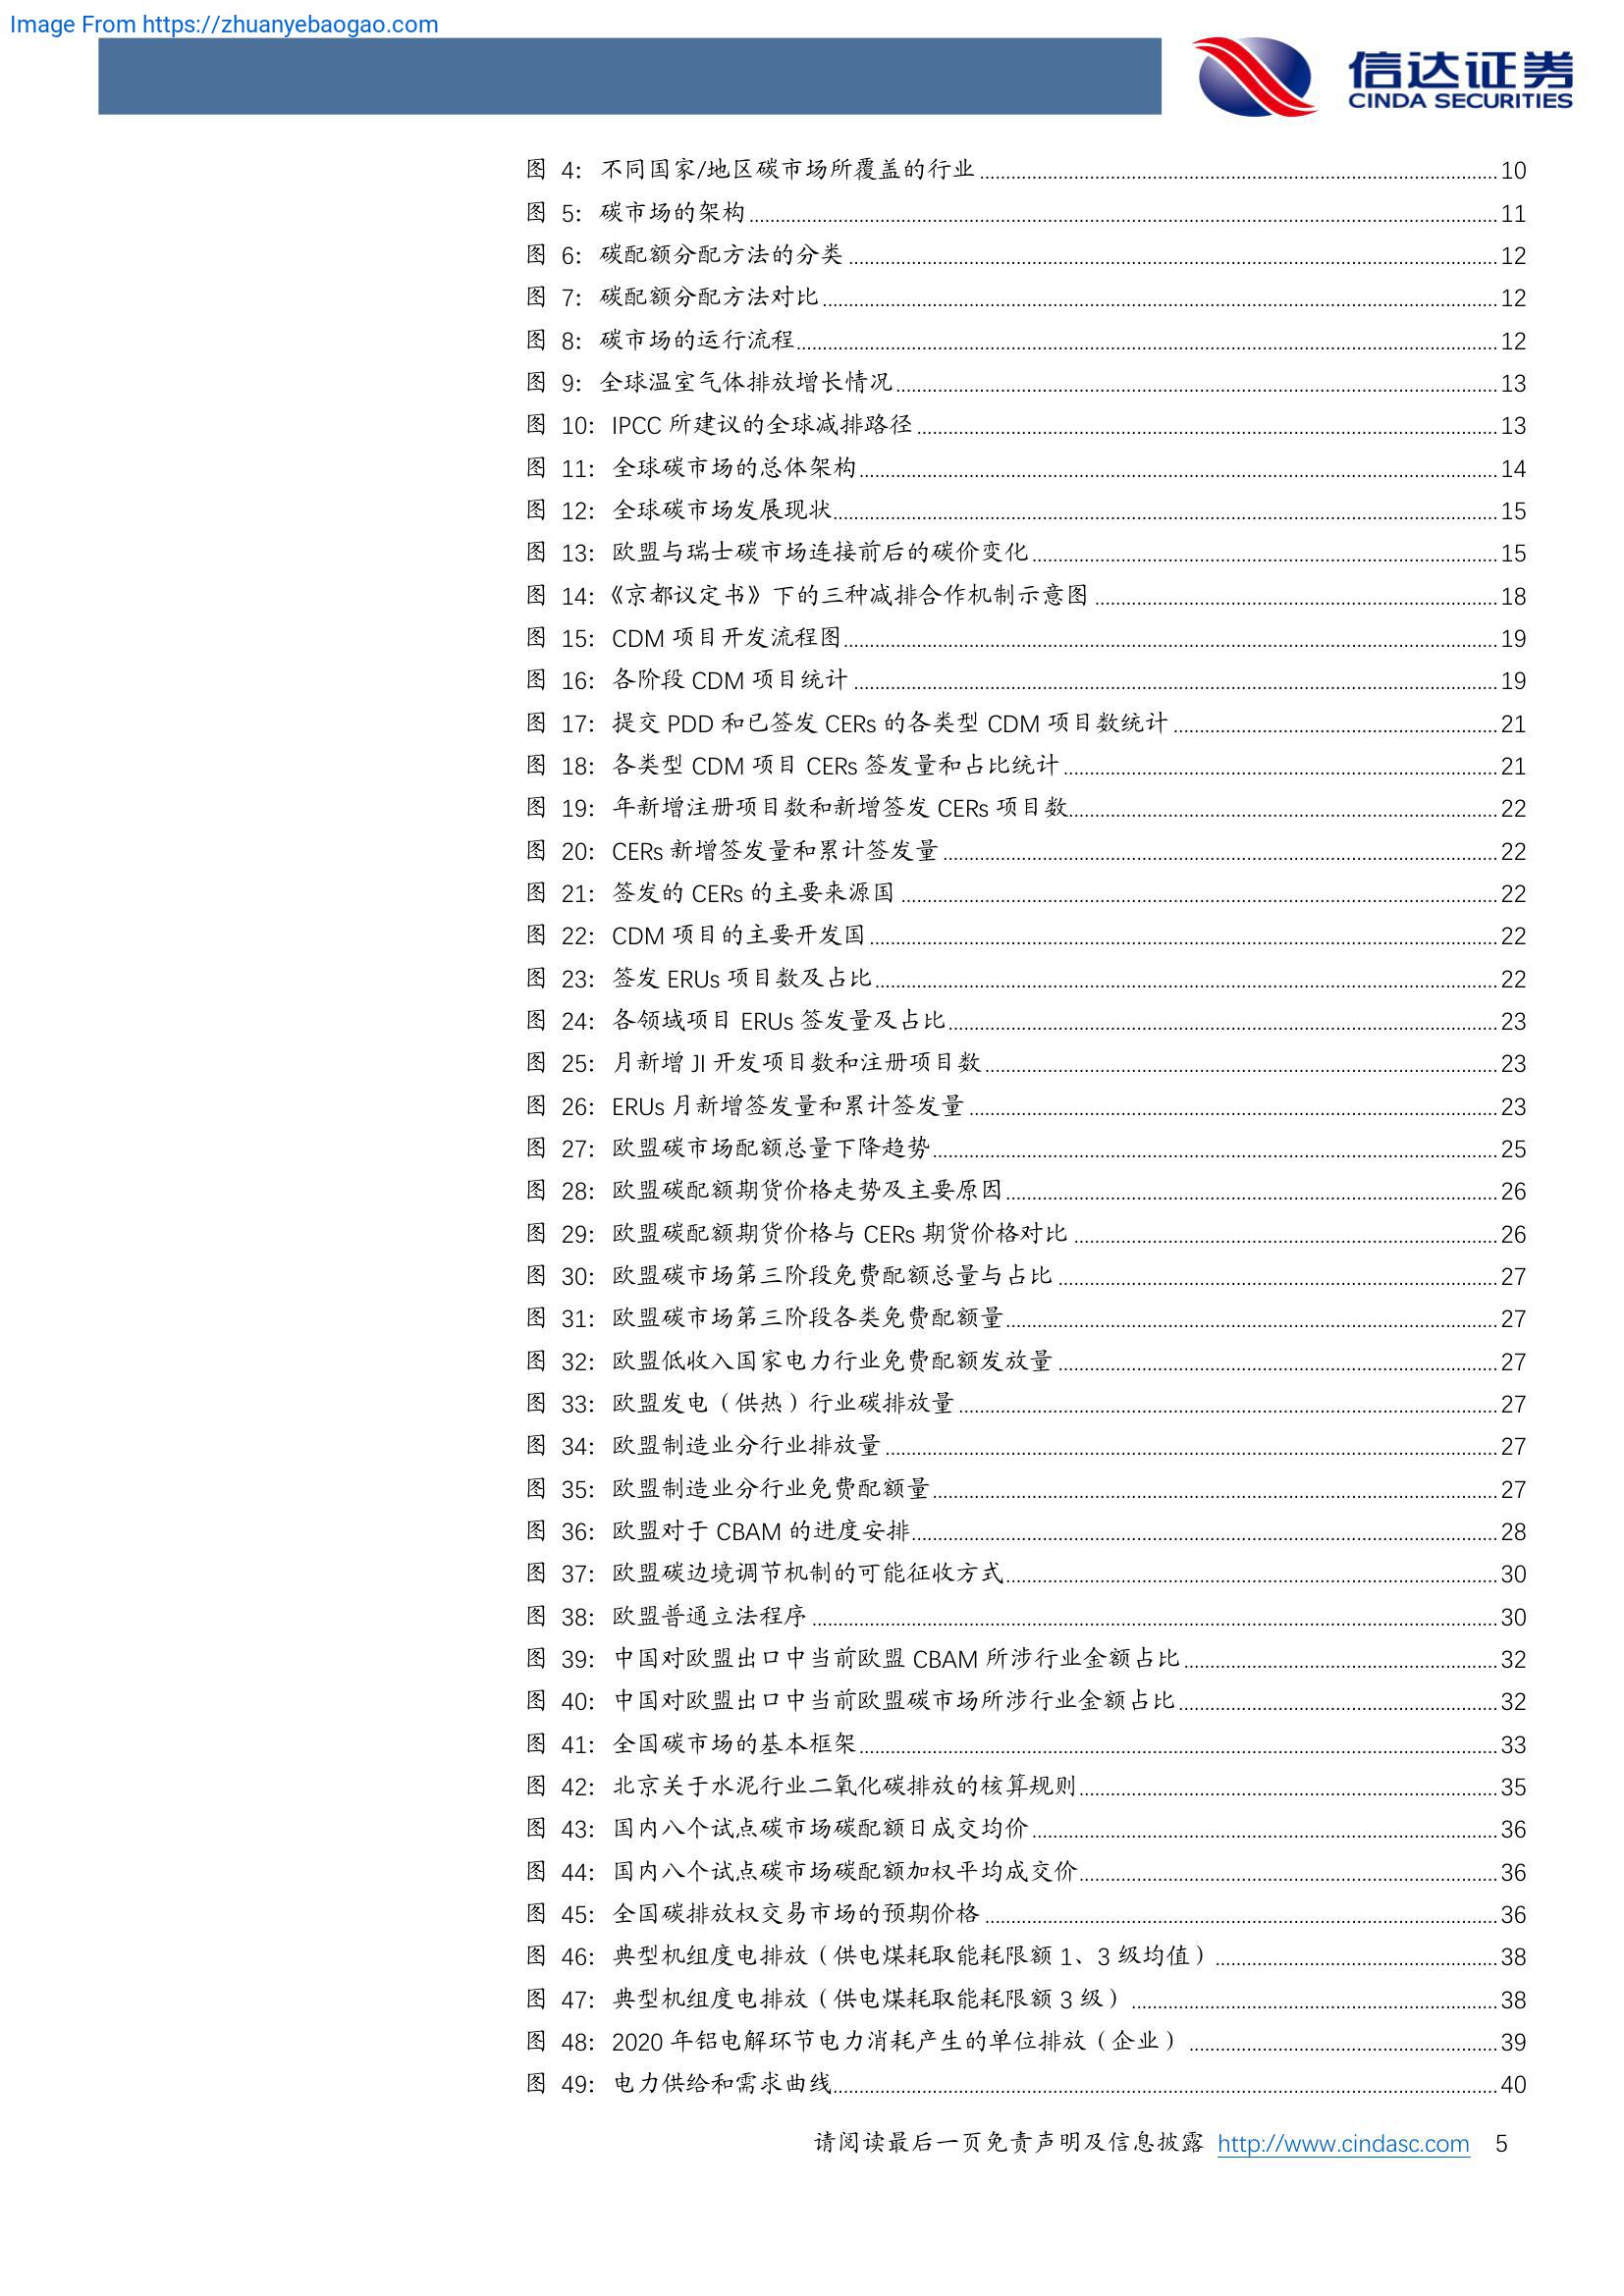 Image From https://zhuanyebaogao.com
信达证券
CINDA SECURITIES
图 4: 不同国家/地区碳市场所覆盖的行业 10
图 5: 碳市场的架构 11
图 6: 碳配额分配方法的分类 12
图 7: 碳配额分配方法对比 12
图 8: 碳市场的运行流程 12
图 9: 全球温室气体排放增长情况 13
图 10: IPCC 所建议的全球减排路径 13
图 11: 全球碳市场的总体架构 14
图 12: 全球碳市场发展现状 15
图 13: 欧盟与瑞士碳市场连接前后的碳价变化 15
图 14:《京都议定书》下的三种减排合作机制示意图 18
图 15: CDM 项目开发流程图 19
图 16: 各阶段 CDM 项目统计 19
图 17: 提交 PDD 和已签发 CERs 的各类型 CDM 项目数统计 21
图 18: 各类型 CDM 项目 CERs 签发量和占比统计 21
图 19: 年新增注册项目数和新增签发 CERs 项目数 22
图 20: CERs 新增签发量和累计签发量 22
图 21: 签发的 CERs 的主要来源国 22
图 22: CDM 项目的主要开发国 22
图 23: 签发 ERUs 项目数及占比 22
图 24: 各领域项目 ERUs 签发量及占比 23
图 25: 月新增 JI 开发项目数和注册项目数 23
图 26: ERUs 月新增签发量和累计签发量 23
图 27: 欧盟碳市场配额总量下降趋势 25
图 28: 欧盟碳配额期货价格走势及主要原因 26
图 29: 欧盟碳配额期货价格与 CERs 期货价格对比 26
图 30: 欧盟碳市场第三阶段免费配额总量与占比 27
图 31: 欧盟碳市场第三阶段各类免费配额量 27
图 32: 欧盟低收入国家电力行业免费配额发放量 27
图 33: 欧盟发电（供热）行业碳排放量 27
图 34: 欧盟制造业分行业排放量 27
图 35: 欧盟制造业分行业免费配额量 27
图 36: 欧盟对于 CBAM 的进度安排 28
图 37: 欧盟碳边境调节机制的可能征收方式 30
图 38: 欧盟普通立法程序 30
图 39: 中国对欧盟出口中当前欧盟 CBAM 所涉行业金额占比 32
图 40: 中国对欧盟出口中当前欧盟碳市场所涉行业金额占比 32
图 41: 全国碳市场的基本框架 33
图 42: 北京关于水泥行业二氧化碳排放的核算规则 35
图 43: 国内八个试点碳市场碳配额日成交均价 36
图 44: 国内八个试点碳市场碳配额加权平均成交价 36
图 45: 全国碳排放权交易市场的预期价格 36
图 46: 典型机组度电排放（供电煤耗取能耗限额 1、3 级均值） 38
图 47: 典型机组度电排放（供电煤耗取能耗限额 3 级） 38
图 48: 2020 年铝电解环节电力消耗产生的单位排放（企业） 39
图 49: 电力供给和需求曲线 40
请阅读最后一页免责声明及信息披露 http://www.cindasc.com 5